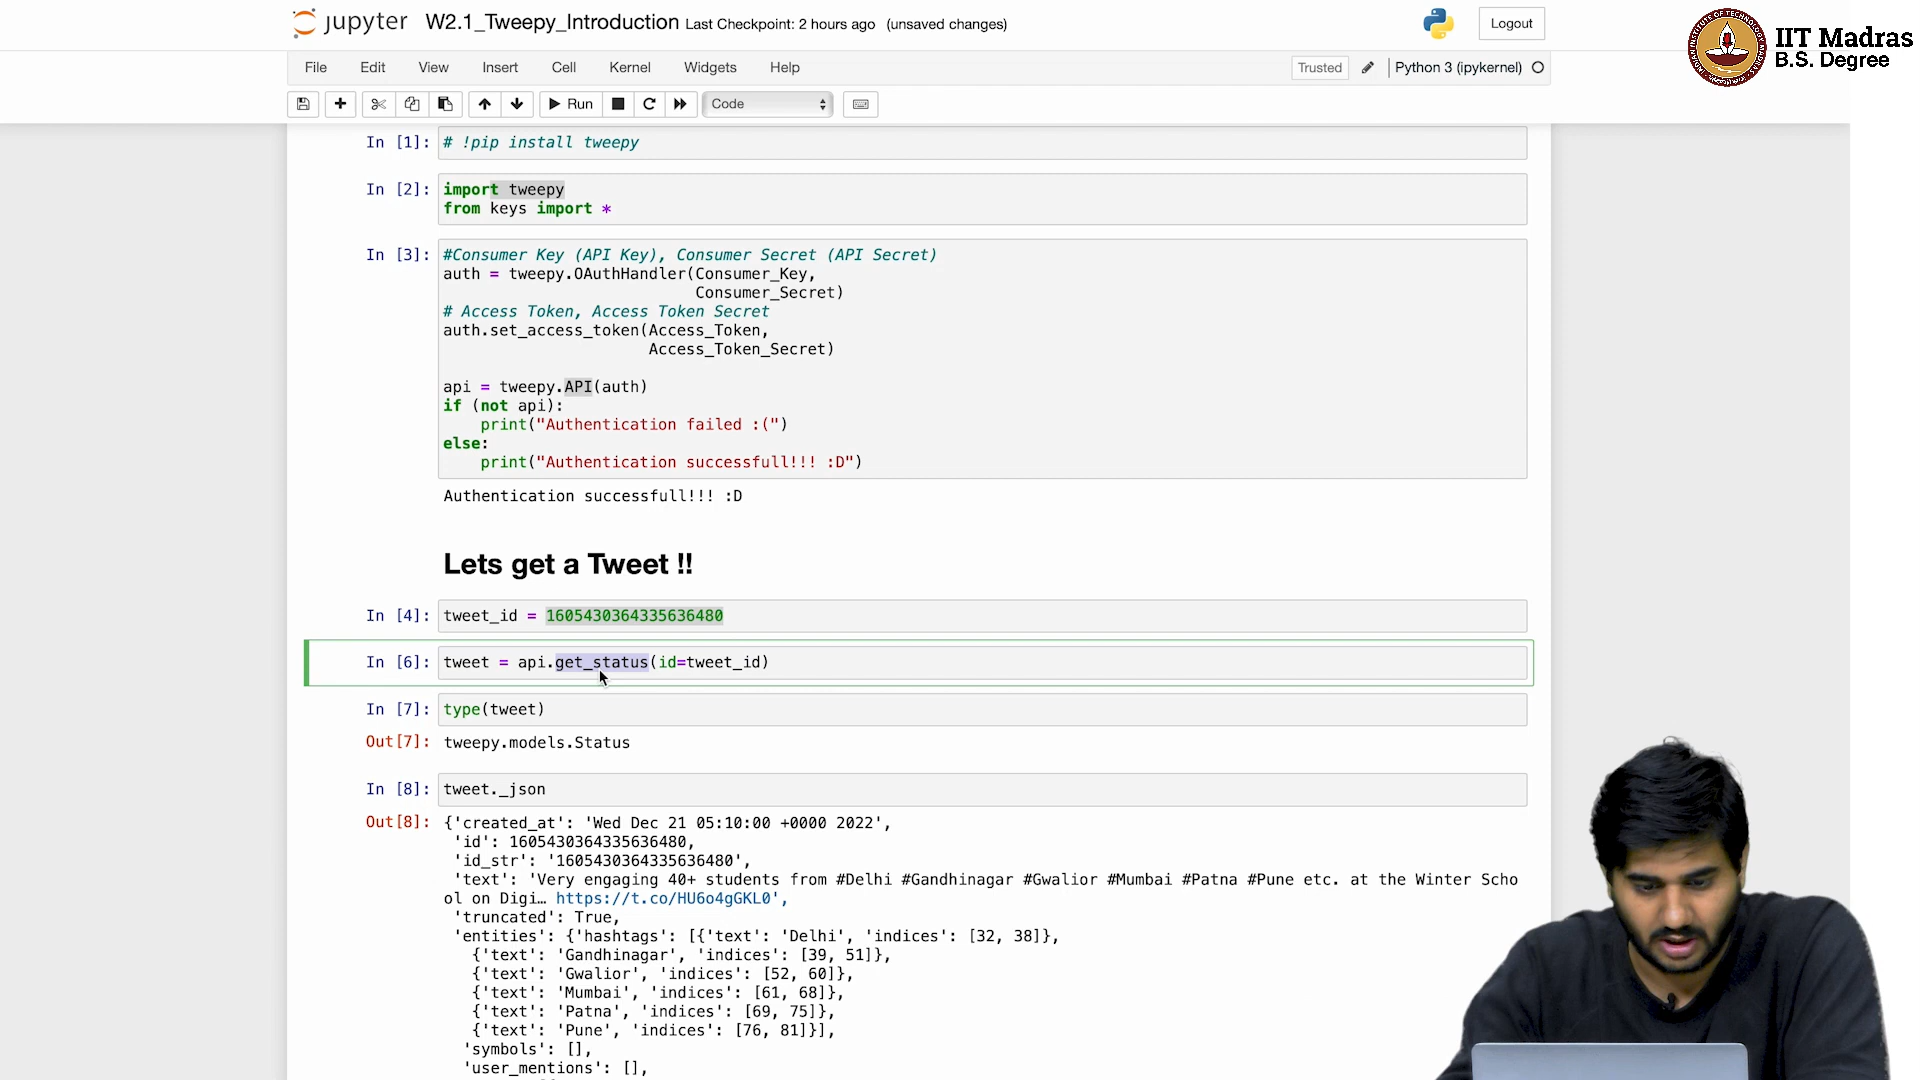 jupyter W2.1_Tweepy_Introduction Last Checkpoint: 2 hours ago (unsaved changes) Logout
IIT Madras
B.S. Degree
File Edit View Insert Cell Kernel Widgets Help Trusted Python 3 (ipykernel)
Run Code
In [1]: # !pip install tweepy
In [2]: import tweepy
from keys import *
In [3]: #Consumer Key (API Key), Consumer Secret (API Secret)
auth = tweepy.OAuthHandler(Consumer_Key,
Consumer_Secret)
# Access Token, Access Token Secret
auth.set_access_token(Access_Token,
Access_Token_Secret)
api = tweepy.API(auth)
if (not api):
print("Authentication failed :(")
else:
print("Authentication successfull!!! :D")
Authentication successfull!!! :D
Lets get a Tweet !!
In [4]: tweet_id = 1605430364335636480
In [6]: tweet = api.get_status(id=tweet_id)
In [7]: type(tweet)
Out[7]: tweepy.models.Status
In [8]: tweet._json
Out[8]: {'created_at': 'Wed Dec 21 05:10:00 +0000 2022',
'id': 1605430364335636480,
'id_str': '1605430364335636480',
'text': 'Very engaging 40+ students from #Delhi #Gandhinagar #Gwalior #Mumbai #Patna #Pune etc. at the Winter Scho
ol on Digi… https://t.co/HU6o4gGKL0',
'truncated': True,
'entities': {'hashtags': [{'text': 'Delhi', 'indices': [32, 38]},
{'text': 'Gandhinagar', 'indices': [39, 51]},
{'text': 'Gwalior', 'indices': [52, 60]},
{'text': 'Mumbai', 'indices': [61, 68]},
{'text': 'Patna', 'indices': [69, 75]},
{'text': 'Pune', 'indices': [76, 81]}],
'symbols': [],
'user_mentions': [],